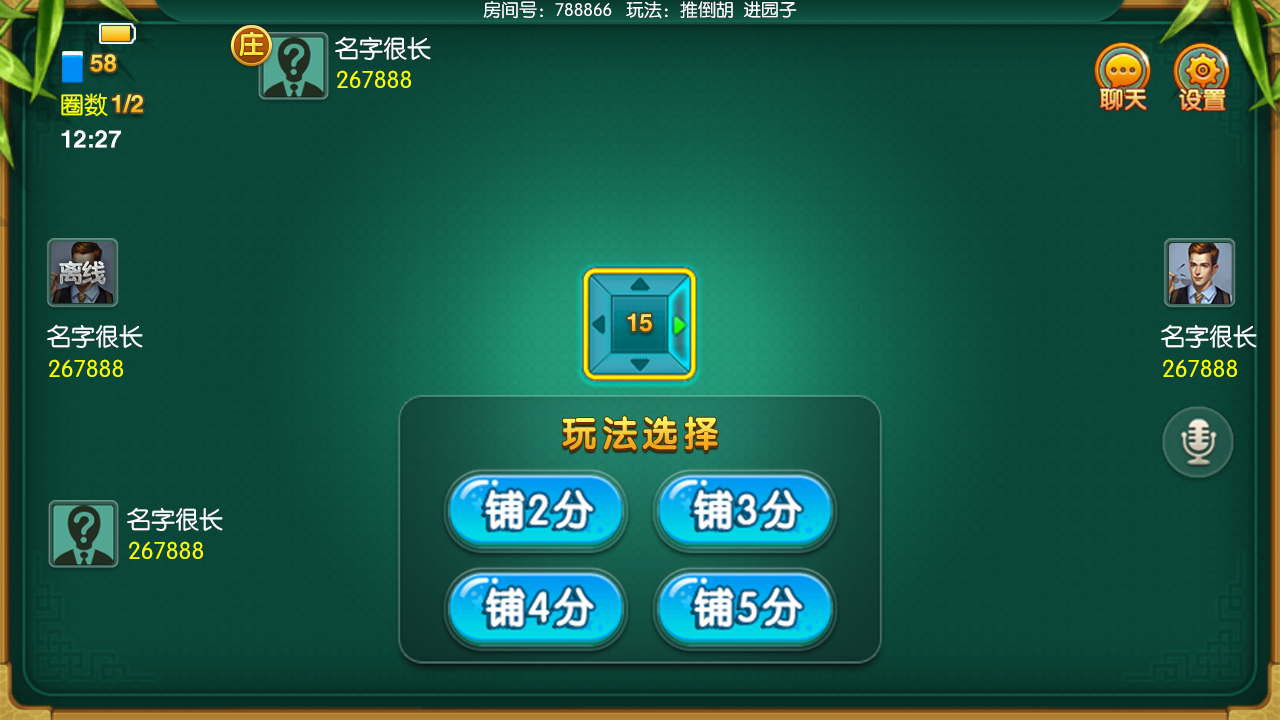 房间号：788866 玩法：推倒胡 进园子
58
圈数1/2
12:27
庄
名字很长
267888
聊天
设置
离线
名字很长
267888
15
名字很长
267888
玩法选择
铺2分
铺3分
名字很长
267888
铺4分
铺5分